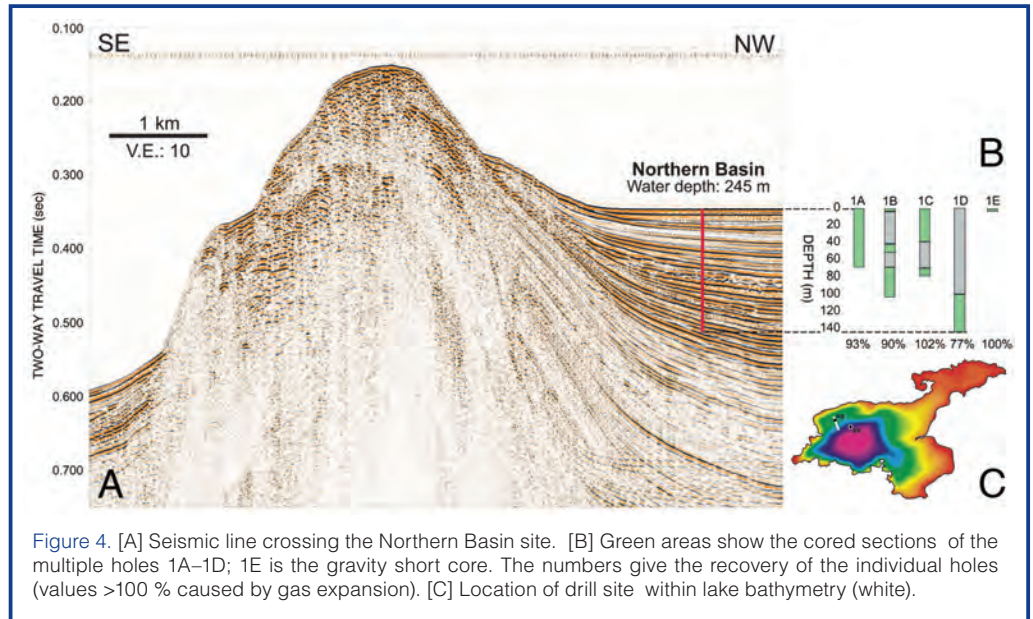 0.100
SE
NW
0.200
1 km
V.E.: 10
0.300
Northern Basin
Water depth: 245 m
B
TWO-WAY TRAVEL TIME (sec)
0.400
0.500
0.600
0.700
1A 1B 1C 1D 1E
DEPTH (m)
0
20
40
60
80
100
120
140
93% 90% 102% 77% 100%
A
C
Figure 4. [A] Seismic line crossing the Northern Basin site. [B] Green areas show the cored sections of the
multiple holes 1A–1D; 1E is the gravity short core. The numbers give the recovery of the individual holes
(values >100 % caused by gas expansion). [C] Location of drill site within lake bathymetry (white).